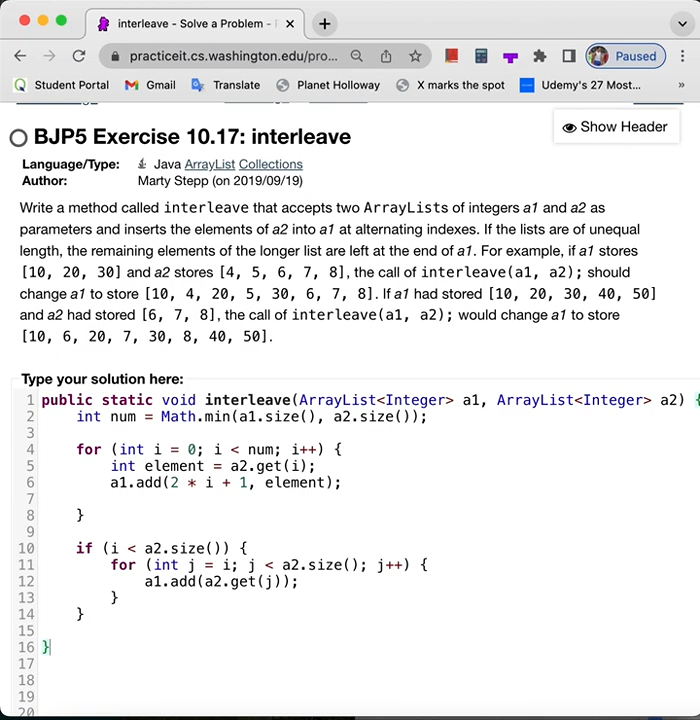 interleave - Solve a Problem -
practiceit.cs.washington.edu/pro...
Paused
Student Portal
Gmail
Translate
Planet Holloway
X marks the spot
Udemy's 27 Most...
»
BJP5 Exercise 10.17: interleave
Show Header
Language/Type: Java ArrayList Collections
Author: Marty Stepp (on 2019/09/19)
Write a method called interleave that accepts two ArrayLists of integers a1 and a2 as
parameters and inserts the elements of a2 into a1 at alternating indexes. If the lists are of unequal
length, the remaining elements of the longer list are left at the end of a1. For example, if a1 stores
[10, 20, 30] and a2 stores [4, 5, 6, 7, 8], the call of interleave(a1, a2); should
change a1 to store [10, 4, 20, 5, 30, 6, 7, 8]. If a1 had stored [10, 20, 30, 40, 50]
and a2 had stored [6, 7, 8], the call of interleave(a1, a2); would change a1 to store
[10, 6, 20, 7, 30, 8, 40, 50].
Type your solution here:
1 public static void interleave(ArrayList<Integer> a1, ArrayList<Integer> a2) {
2 int num = Math.min(a1.size(), a2.size());
3
4 for (int i = 0; i < num; i++) {
5 int element = a2.get(i);
6 a1.add(2 * i + 1, element);
7
8 }
9
10 if (i < a2.size()) {
11 for (int j = i; j < a2.size(); j++) {
12 a1.add(a2.get(j));
13 }
14 }
15
16 }
17
18
19
20